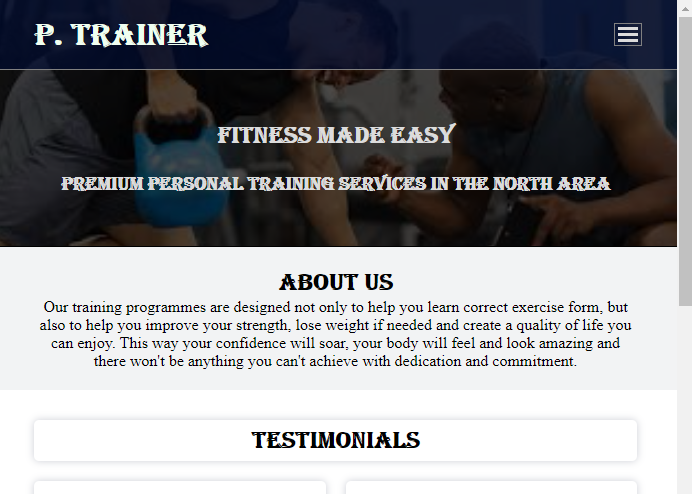 P. TRAINER
FITNESS MADE EASY
PREMIUM PERSONAL TRAINING SERVICES IN THE NORTH AREA
ABOUT US
Our training programmes are designed not only to help you learn correct exercise form, but
also to help you improve your strength, lose weight if needed and create a quality of life you
can enjoy. This way your confidence will soar, your body will feel and look amazing and
there won't be anything you can't achieve with dedication and commitment.
TESTIMONIALS